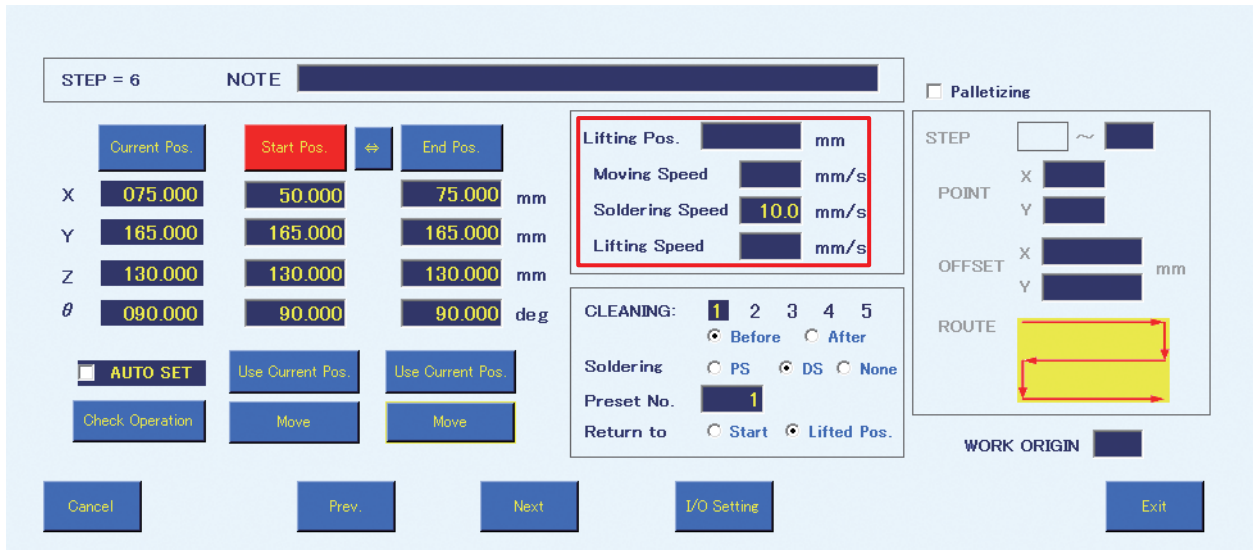 STEP = 6 NOTE
Palletizing
Current Pos. Start Pos. ⇔ End Pos.
X 075.000 50.000 75.000 mm
Y 165.000 165.000 165.000 mm
Z 130.000 130.000 130.000 mm
θ 090.000 90.000 90.000 deg
AUTO SET Use Current Pos. Use Current Pos.
Check Operation Move Move
Lifting Pos. mm
Moving Speed mm/s
Soldering Speed 10.0 mm/s
Lifting Speed mm/s
CLEANING: 1 2 3 4 5
Before After
Soldering PS DS None
Preset No. 1
Return to Start Lifted Pos.
STEP ~
POINT X
Y
OFFSET X
Y mm
ROUTE
WORK ORIGIN
Cancel Prev. Next I/O Setting Exit